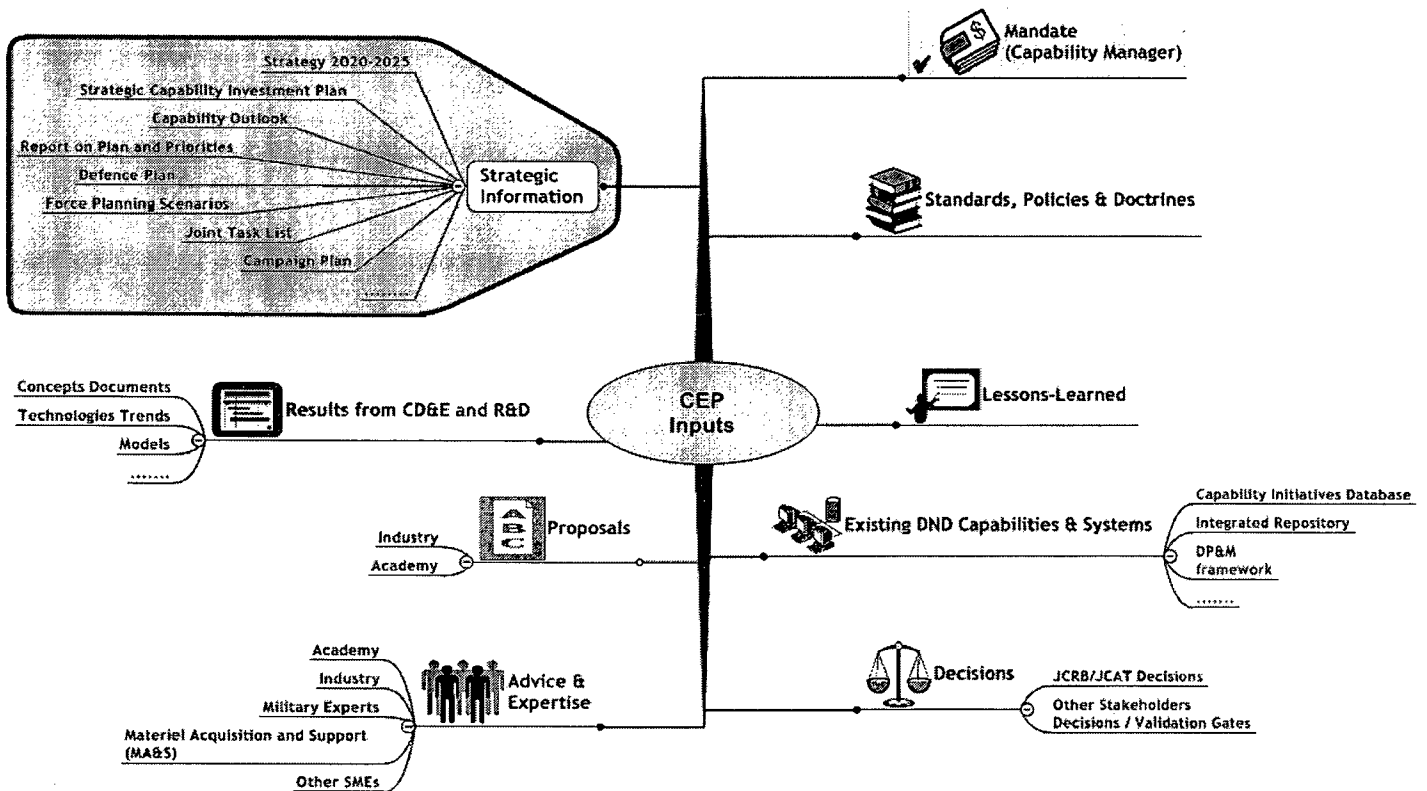 Strategy 2020-2025
Strategic Capability Investment Plan
Capability Outlook
Report on Plan and Priorities
Defence Plan
Force Planning Scenarios
Joint Task List
Campaign Plan
........
Strategic
Information
Mandate
(Capability Manager)
$
Standards, Policies & Doctrines
CEP
Inputs
Concepts Documents
Technologies Trends
Models
.......
Results from CD&E and R&D
Lessons-Learned
Industry
Academy
A
B
C
Proposals
Existing DND Capabilities & Systems
Capability Initiatives Database
Integrated Repository
DP&M
framework
.......
Academy
Industry
Military Experts
Materiel Acquisition and Support
(MA&S)
Other SMEs
Advice &
Expertise
Decisions
JCRB/JCAT Decisions
Other Stakeholders
Decisions / Validation Gates